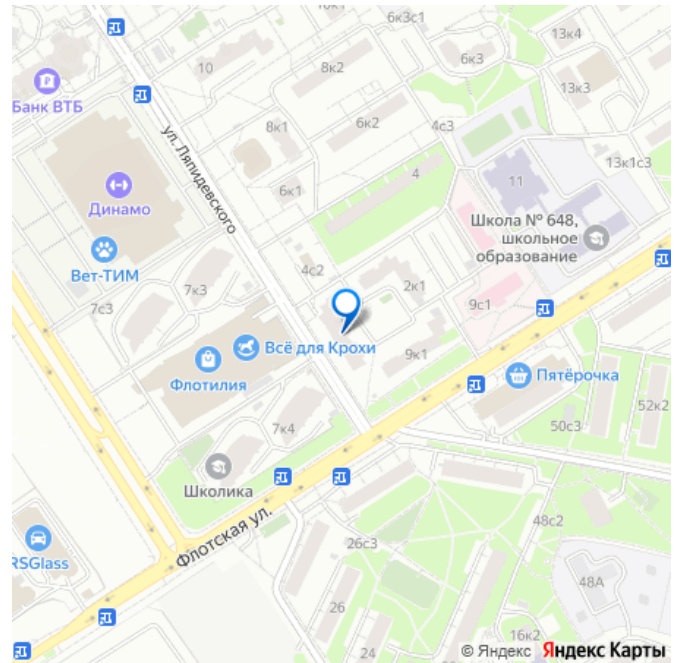 6к3с1
13к4
10
8к2
6к3
Банк ВТБ
13к3
ул. Ляпидевского
8к1
6к2
4с3
13к1с3
4
11
Динамо
6к1
Школа № 648,
школьное
образование
Вет-ТИМ
4с2
7к3
2к1
7с3
9с1
Всё для Крохи
9к1
Флотилия
Пятёрочка
52к2
7к4
50с3
Школика
Флотская ул.
48с2
26с3
RSGlass
48А
26
16к2
24
© Яндекс Яндекс Карты